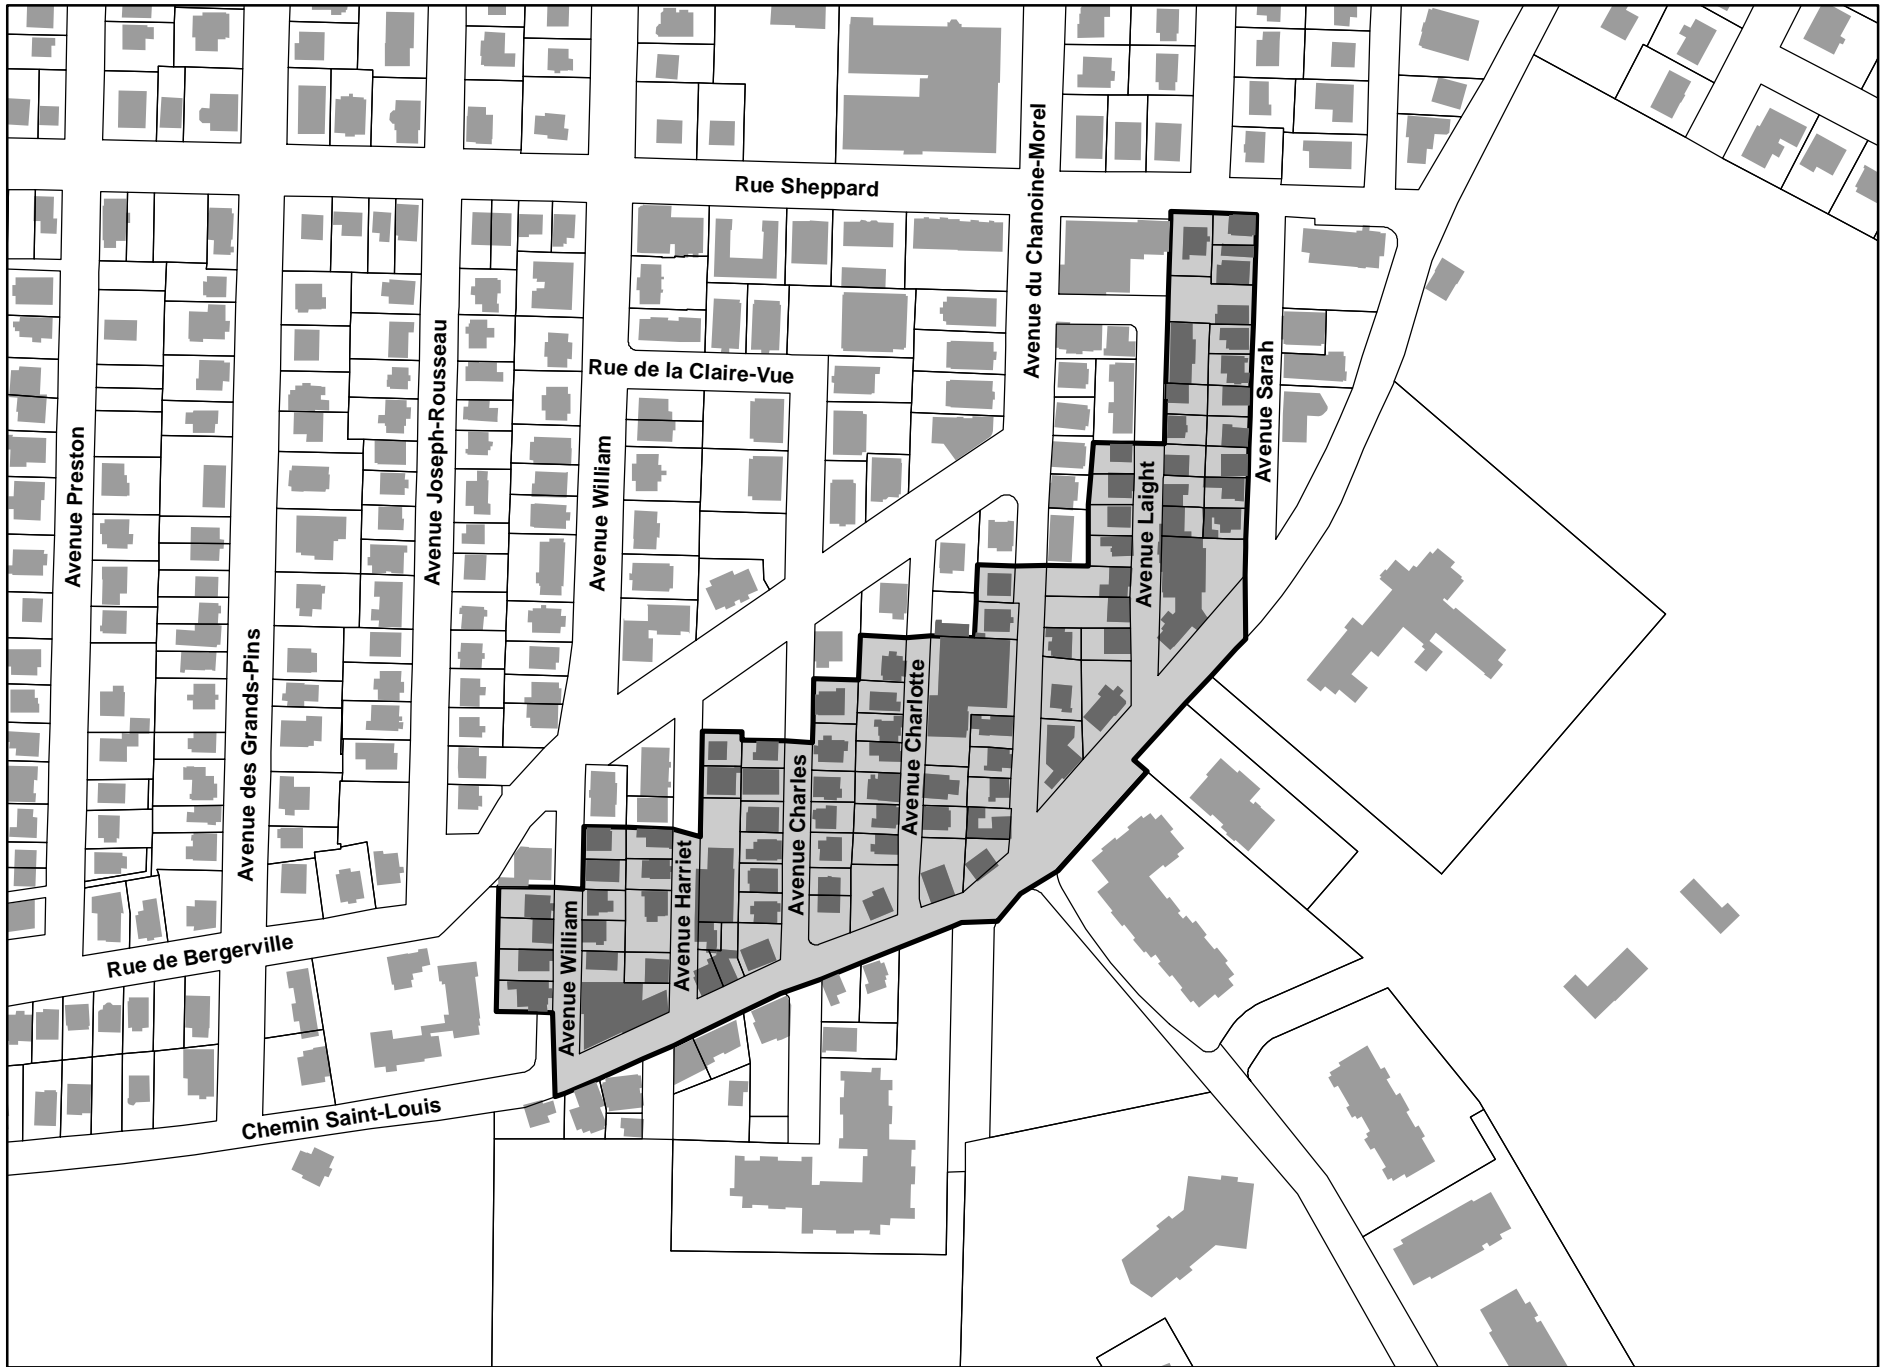 Rue Sheppard
Avenue du Chanoine-Morel
Rue de la Claire-Vue
Avenue Sarah
Avenue Joseph-Rousseau
Avenue Preston
Avenue William
Avenue Laight
Avenue des Grands-Pins
Avenue Charlotte
Avenue Charles
Avenue Harriet
Avenue William
Rue de Bergerville
Chemin Saint-Louis